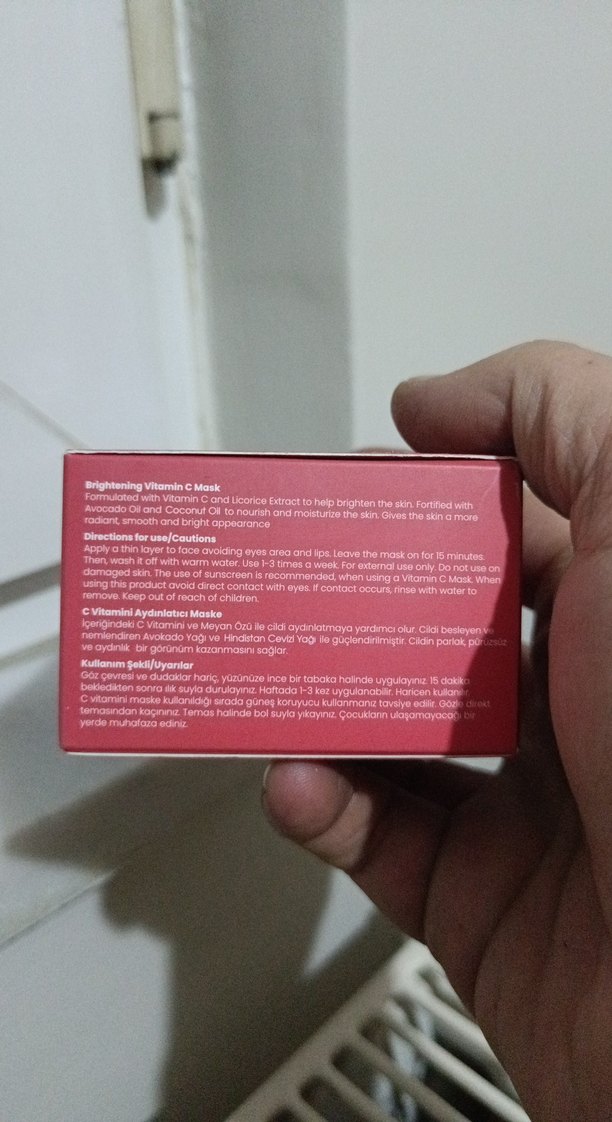 Brightening Vitamin C Mask
Formulated with Vitamin C and Licorice Extract to help brighten the skin. Fortified with
Avocado Oil and Coconut Oil to nourish and moisturize the skin. Gives the skin a more
radiant, smooth and bright appearance
Directions for use/Cautions
Apply a thin layer to face avoiding eyes area and lips. Leave the mask on for 15 minutes.
Then, wash it off with warm water. Use 1-3 times a week. For external use only. Do not use on
damaged skin. The use of sunscreen is recommended, when using a Vitamin C Mask. When
using this product avoid direct contact with eyes. If contact occurs, rinse with water to
remove. Keep out of reach of children.
C Vitamini Aydınlatıcı Maske
İçeriğindeki C Vitamini ve Meyan Özü ile cildi aydınlatmaya yardımcı olur. Cildi besleyen ve
nemlendiren Avokado Yağı ve Hindistan Cevizi Yağı ile güçlendirilmiştir. Cildin parlak, pürüzsüz
ve aydınlık bir görünüm kazanmasını sağlar.
Kullanım Şekli/Uyarılar
Göz çevresi ve dudaklar hariç, yüzünüze ince bir tabaka halinde uygulayınız. 15 dakika
bekledikten sonra ılık suyla durulayınız. Haftada 1-3 kez uygulanabilir. Haricen kullanılır.
C vitamini maske kullanıldığı sırada güneş koruyucu kullanmanız tavsiye edilir. Gözle direkt
temasından kaçınınız. Temas halinde bol suyla yıkayınız. Çocukların ulaşamayacağı bir
yerde muhafaza ediniz.